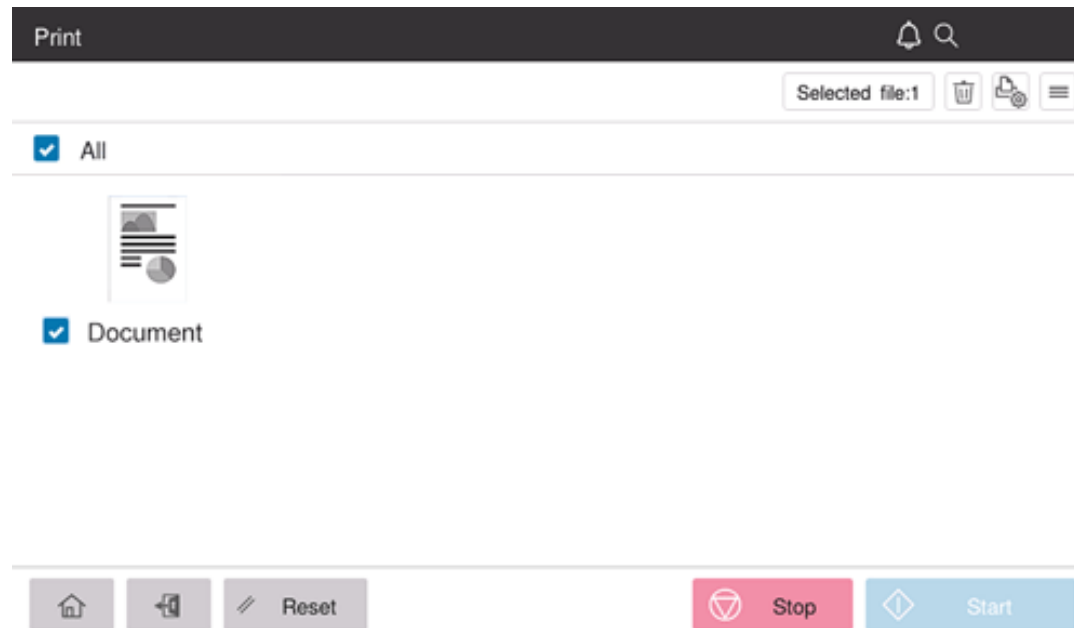 Print
Selected file:1
All
Document
Reset
Stop
Start